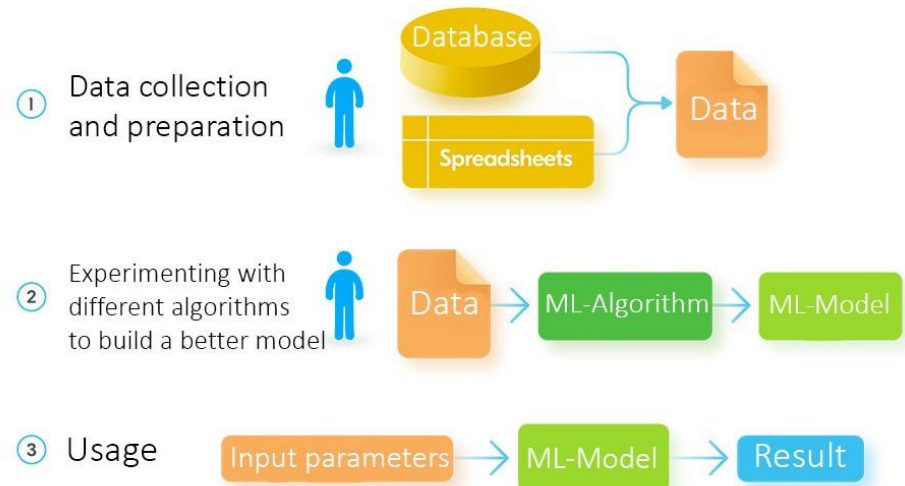 1 Data collection
and preparation
Database
Spreadsheets
Data
2 Experimenting with
different algorithms
to build a better model
Data
ML-Algorithm
ML-Model
3 Usage
Input parameters
ML-Model
Result